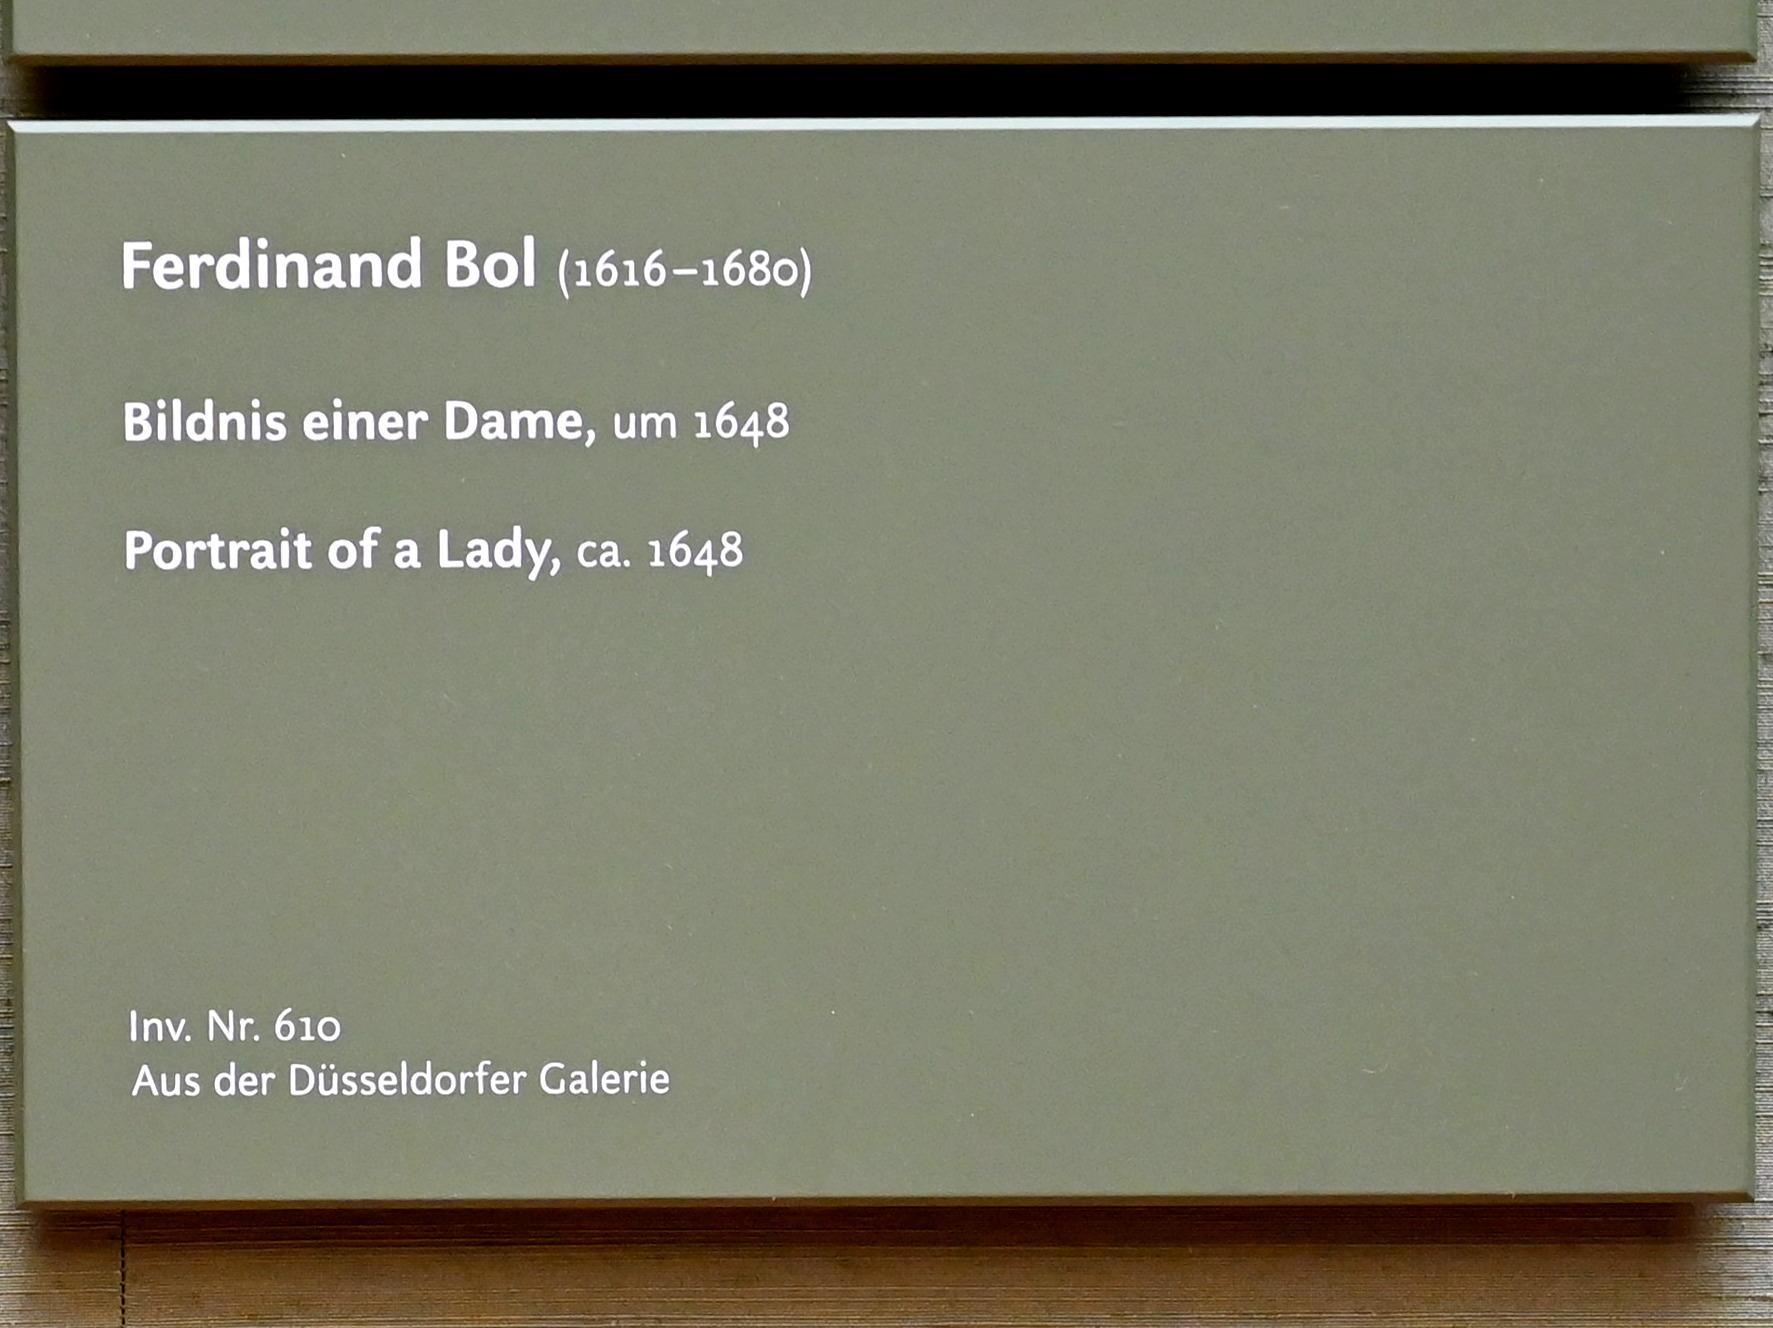 Ferdinand Bol (1616–1680)
Bildnis einer Dame, um 1648
Portrait of a Lady, ca. 1648
Inv. Nr. 610
Aus der Düsseldorfer Galerie